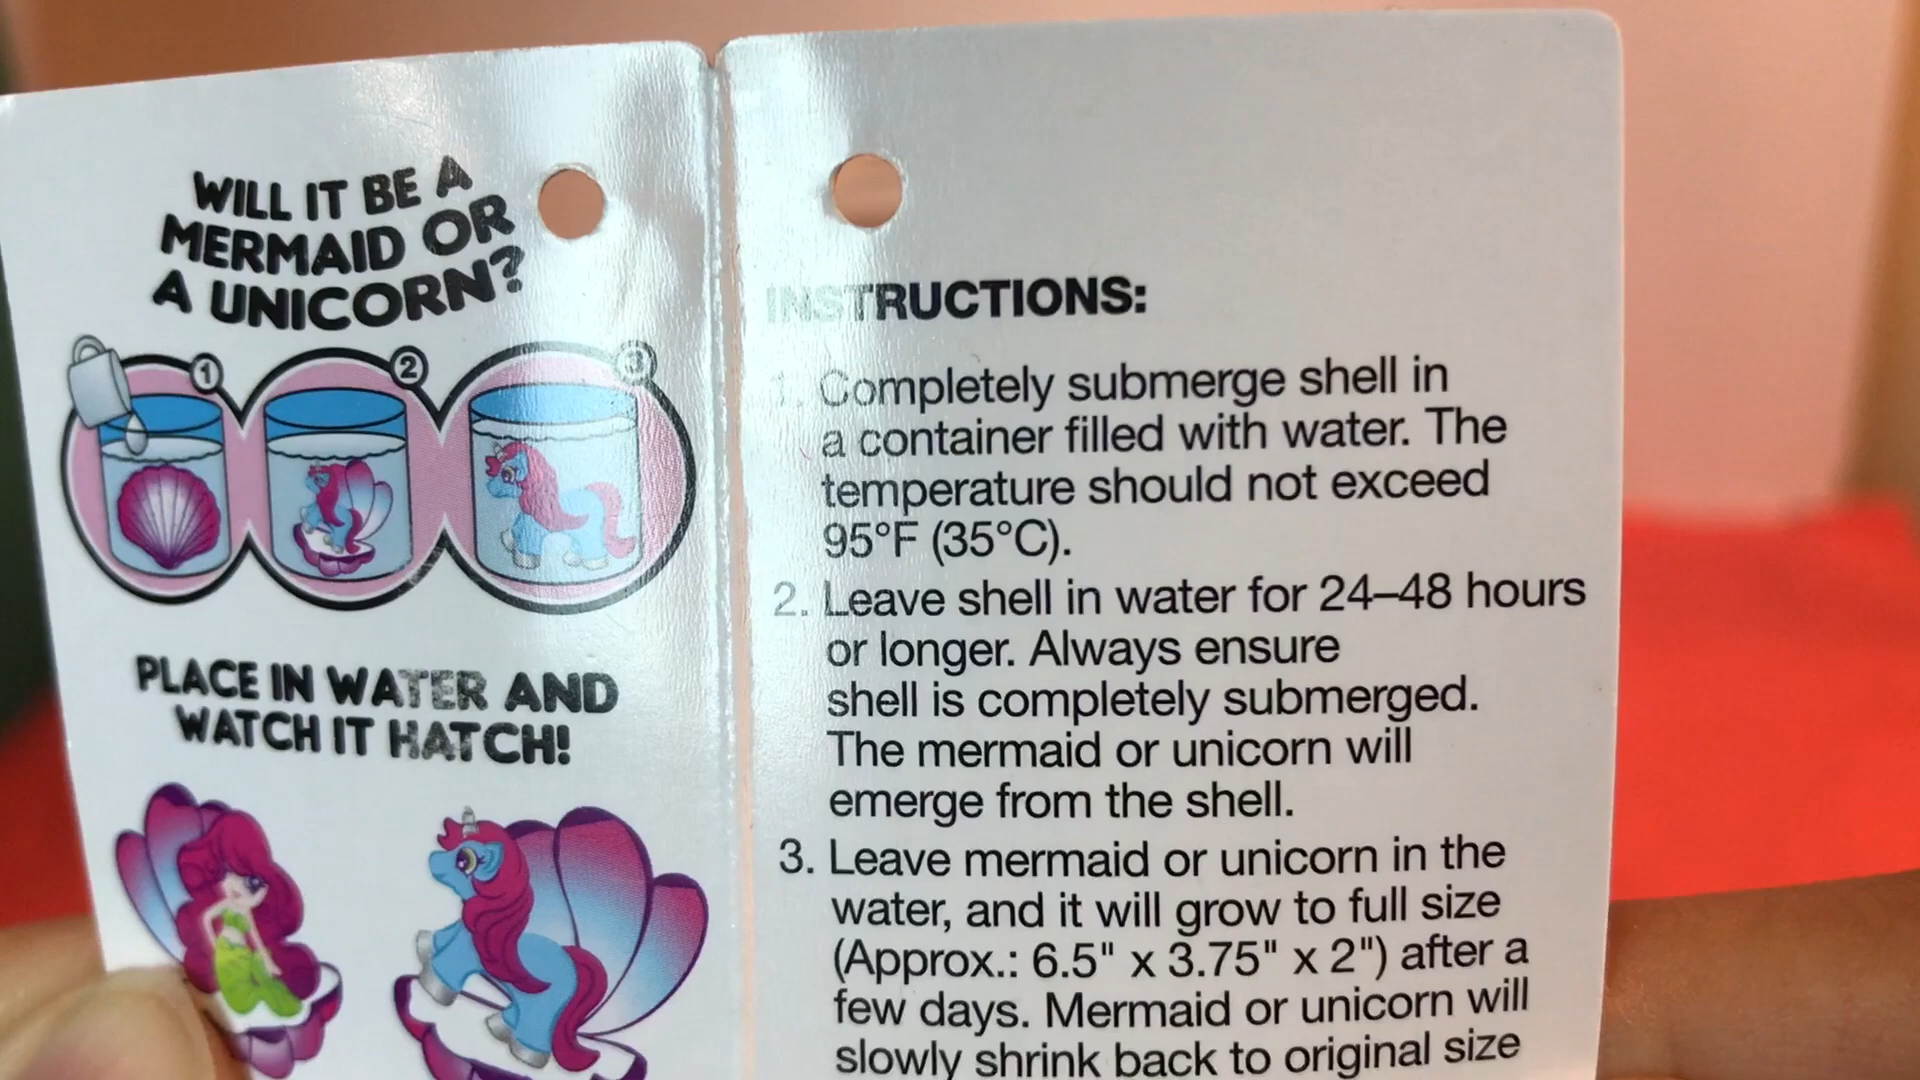 WILL IT BE A
MERMAID OR
A UNICORN?
1
2
3
PLACE IN WATER AND
WATCH IT HATCH!
INSTRUCTIONS:
1. Completely submerge shell in
a container filled with water. The
temperature should not exceed
95°F (35°C).
2. Leave shell in water for 24–48 hours
or longer. Always ensure
shell is completely submerged.
The mermaid or unicorn will
emerge from the shell.
3. Leave mermaid or unicorn in the
water, and it will grow to full size
(Approx.: 6.5" x 3.75" x 2") after a
few days. Mermaid or unicorn will
slowly shrink back to original size